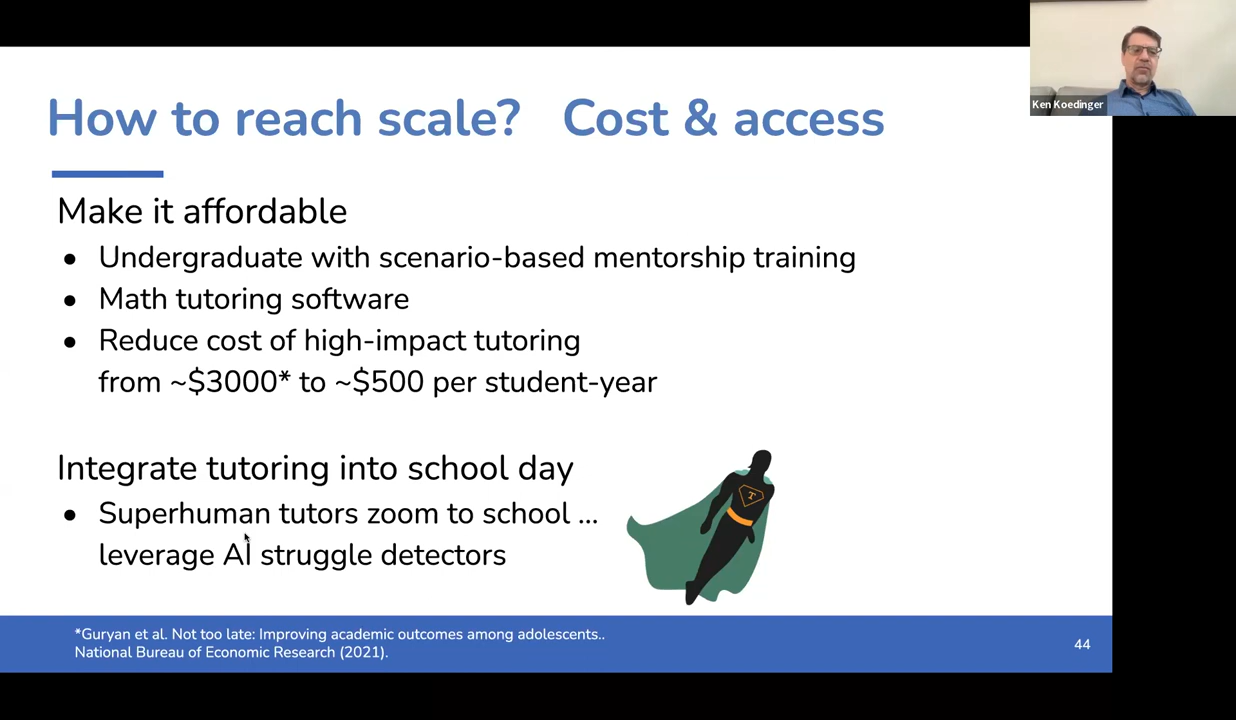 How to reach scale? Cost & access
Ken Koedinger
Make it affordable
● Undergraduate with scenario-based mentorship training
● Math tutoring software
● Reduce cost of high-impact tutoring
from ~$3000* to ~$500 per student-year
Integrate tutoring into school day
● Superhuman tutors zoom to school ...
leverage AI struggle detectors
T
*Guryan et al. Not too late: Improving academic outcomes among adolescents..
National Bureau of Economic Research (2021).
44